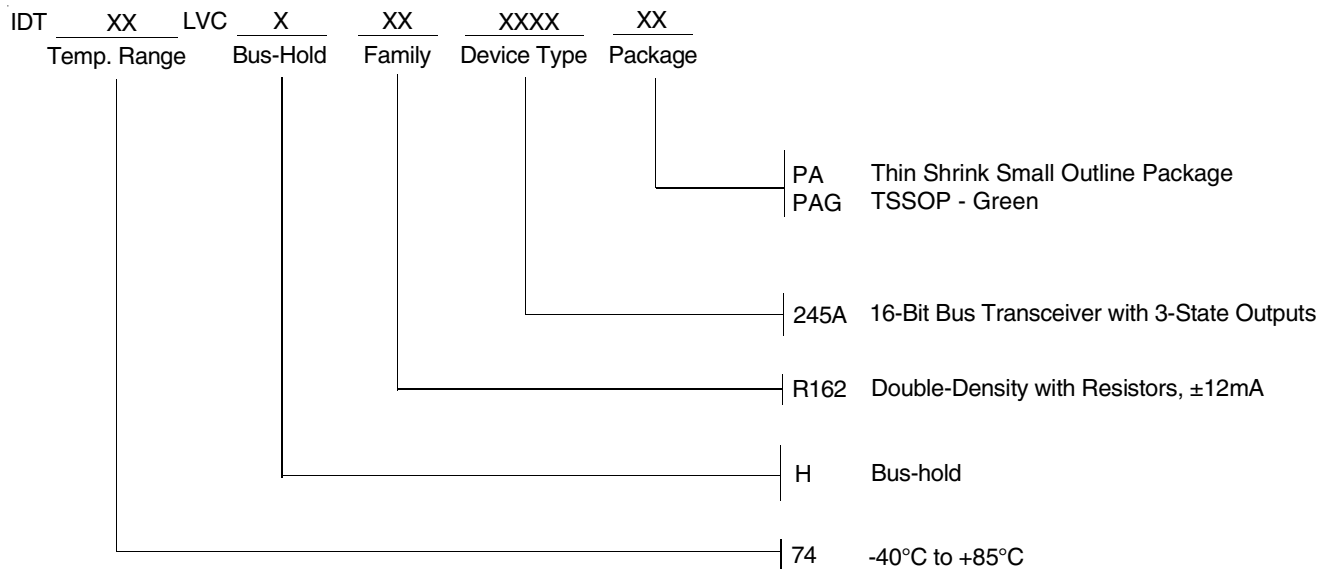 IDT XX LVC X XX XXXX XX
Temp. Range Bus-Hold Family Device Type Package
PA Thin Shrink Small Outline Package
PAG TSSOP - Green
245A 16-Bit Bus Transceiver with 3-State Outputs
R162 Double-Density with Resistors, ±12mA
H Bus-hold
74 -40°C to +85°C